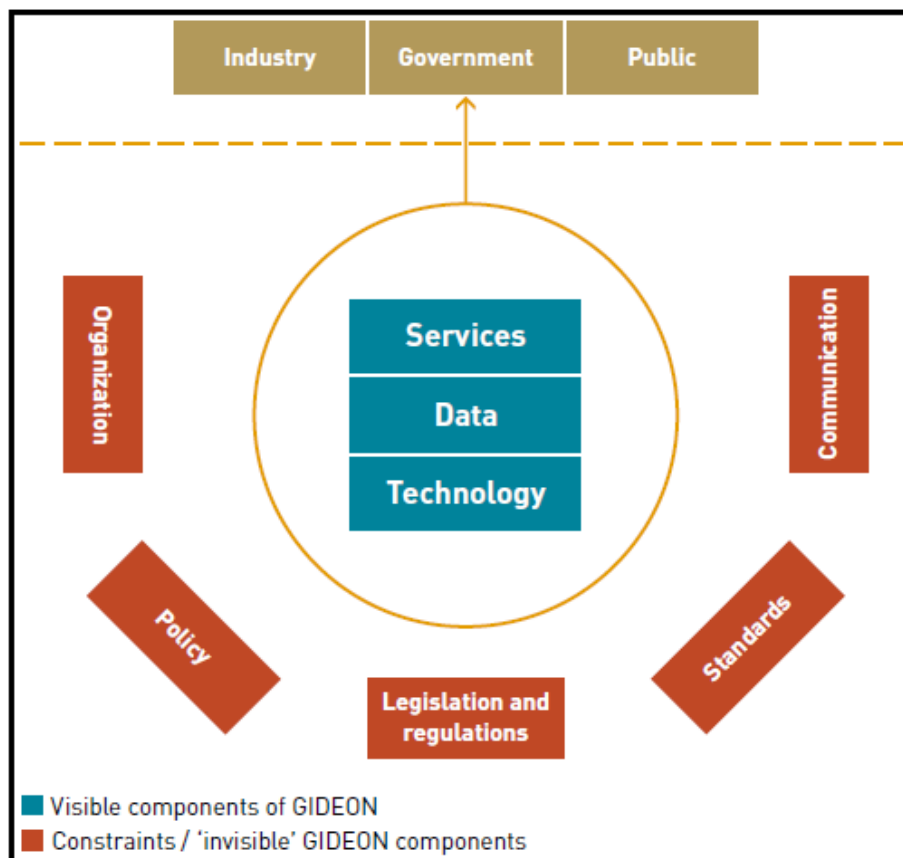 Industry
Government
Public
Services
Data
Technology
Organization
Communication
Policy
Standards
Legislation and
regulations
Visible components of GIDEON
Constraints / ‘invisible’ GIDEON components